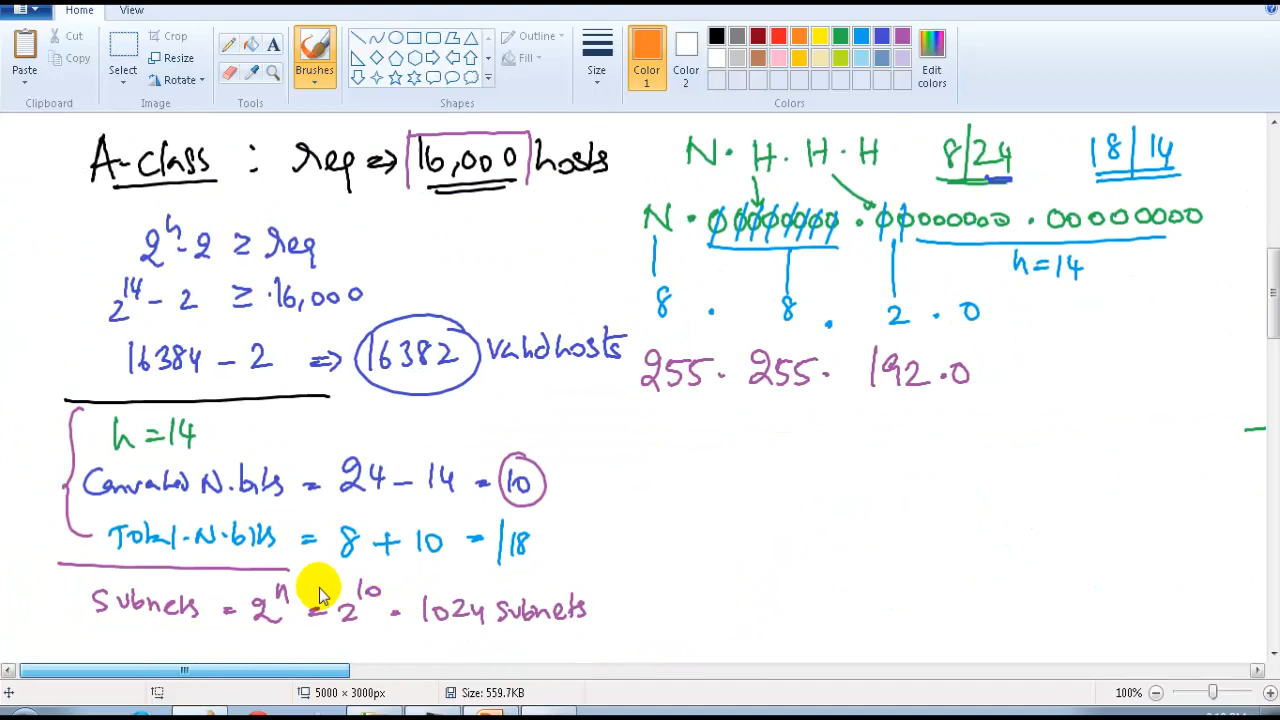 Home View
Cut
Copy
Paste
Clipboard
Select
Crop
Resize
Rotate
Image
Tools
Brushes
Outline
Fill
Shapes
Size
Color 1
Color 2
Edit colors
Colors
A-class : req => 16,000 hosts
2^h - 2 ≥ req
2^14 - 2 ≥ 16,000
16384 - 2 => 16382 valid hosts
h = 14
N.bits = 24 - 14 = 10
Total.N.bits = 8 + 10 = /18
Subnets = 2^n = 2^10 = 1024 subnets
N. H. H. H 8/24 18/14
N. 00000000 . 00000000 . 00000000
h = 14
8 . 8 . 2 . 0
255. 255. 192.0
5000 × 3000px
Size: 559.7KB
100%